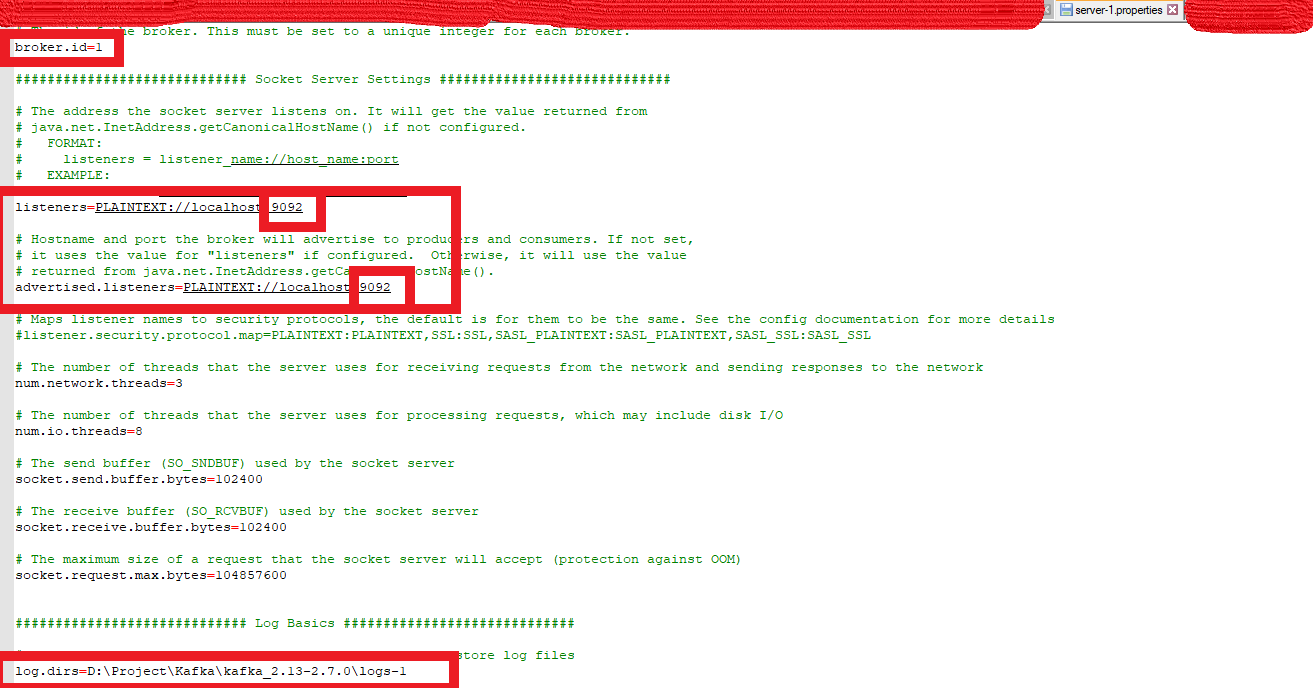 server-1.properties
the broker. This must be set to a unique integer for each broker.
broker.id=1
############################# Socket Server Settings #############################
# The address the socket server listens on. It will get the value returned from
# java.net.InetAddress.getCanonicalHostName() if not configured.
#   FORMAT:
#     listeners = listener_name://host_name:port
#   EXAMPLE:
listeners=PLAINTEXT://localhost 9092
# Hostname and port the broker will advertise to producers and consumers. If not set,
# it uses the value for "listeners" if configured.  Otherwise, it will use the value
# returned from java.net.InetAddress.getCanonicalHostName().
advertised.listeners=PLAINTEXT://localhost 9092
# Maps listener names to security protocols, the default is for them to be the same. See the config documentation for more details
#listener.security.protocol.map=PLAINTEXT:PLAINTEXT,SSL:SSL,SASL_PLAINTEXT:SASL_PLAINTEXT,SASL_SSL:SASL_SSL
# The number of threads that the server uses for receiving requests from the network and sending responses to the network
num.network.threads=3
# The number of threads that the server uses for processing requests, which may include disk I/O
num.io.threads=8
# The send buffer (SO_SNDBUF) used by the socket server
socket.send.buffer.bytes=102400
# The receive buffer (SO_RCVBUF) used by the socket server
socket.receive.buffer.bytes=102400
# The maximum size of a request that the socket server will accept (protection against OOM)
socket.request.max.bytes=104857600
############################# Log Basics #############################
store log files
log.dirs=D:\Project\Kafka\kafka_2.13-2.7.0\logs-1